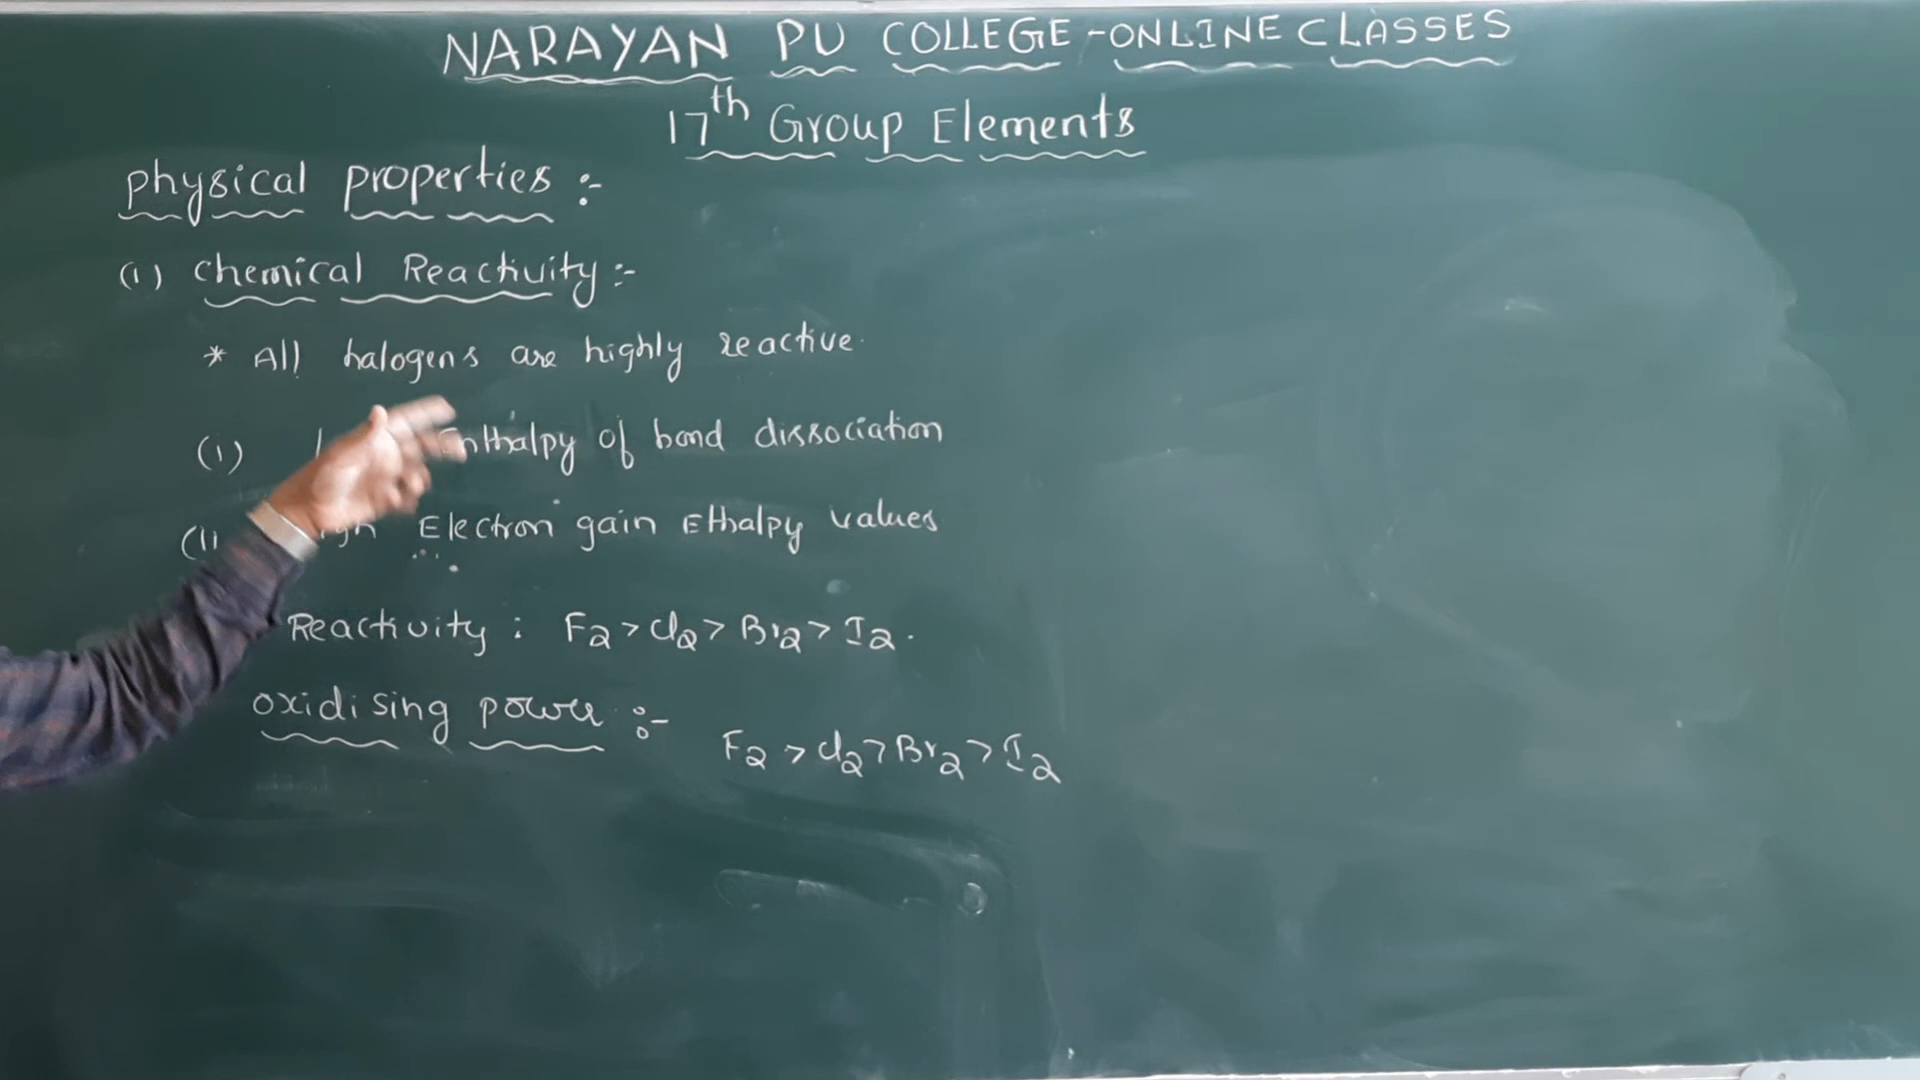 NARAYAN PU COLLEGE - ONLINE CLASSES
17th Group Elements
physical properties :-
(1) chemical Reactivity :-
* All halogens are highly reactive.
(i) Enthalpy of bond dissociation
(ii Electron gain Ethalpy values
Reactivity : F2 > Cl2 > Br2 > I2.
oxidising power :-
F2 > Cl2 > Br2 > I2